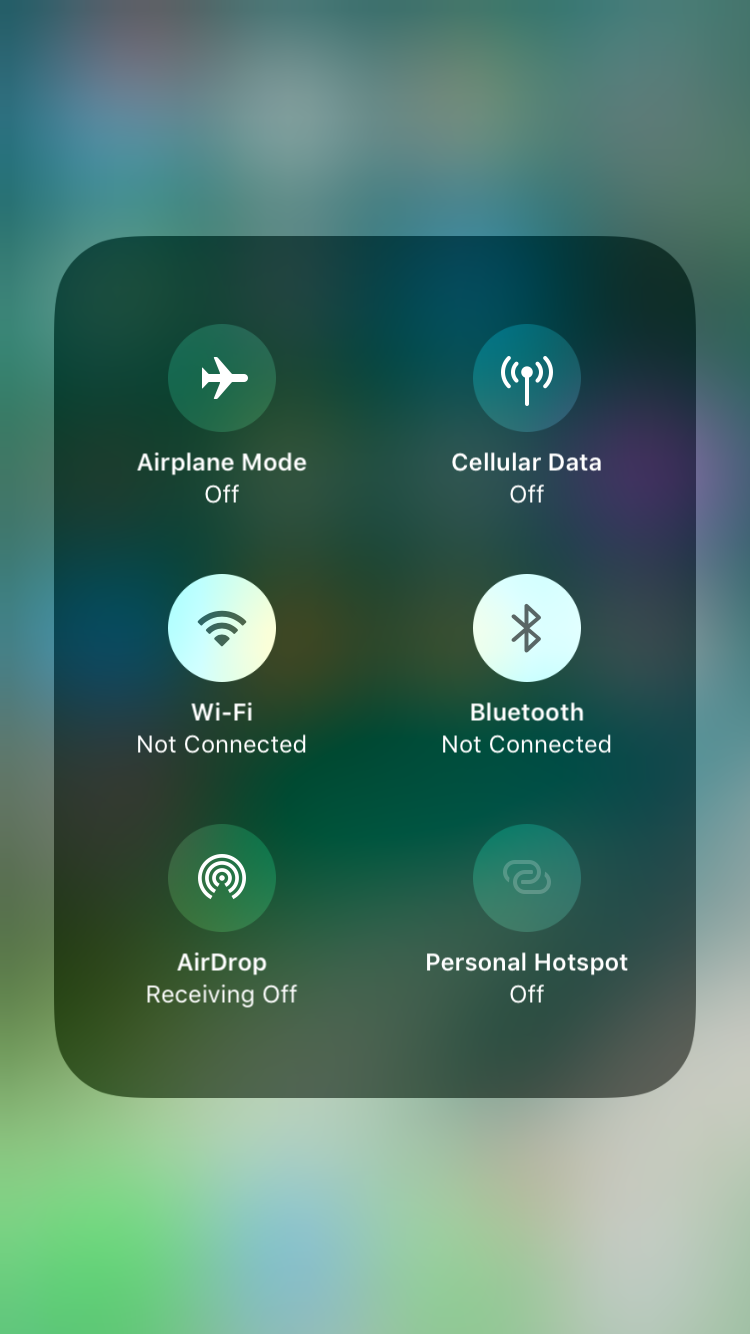 Airplane Mode
Off
Cellular Data
Off
Wi-Fi
Not Connected
Bluetooth
Not Connected
AirDrop
Receiving Off
Personal Hotspot
Off